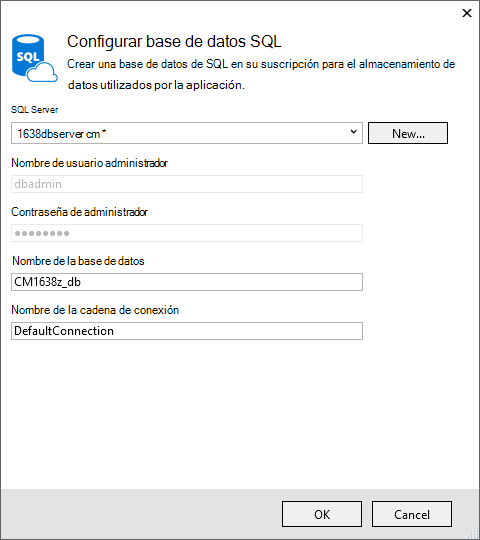 SQL
Configurar base de datos SQL
Crear una base de datos de SQL en su suscripción para el almacenamiento de
datos utilizados por la aplicación.
SQL Server
1638dbserver cm *
New...
Nombre de usuario administrador
dbadmin
Contraseña de administrador
●●●●●●●●
Nombre de la base de datos
CM1638z_db
Nombre de la cadena de conexión
DefaultConnection
OK
Cancel